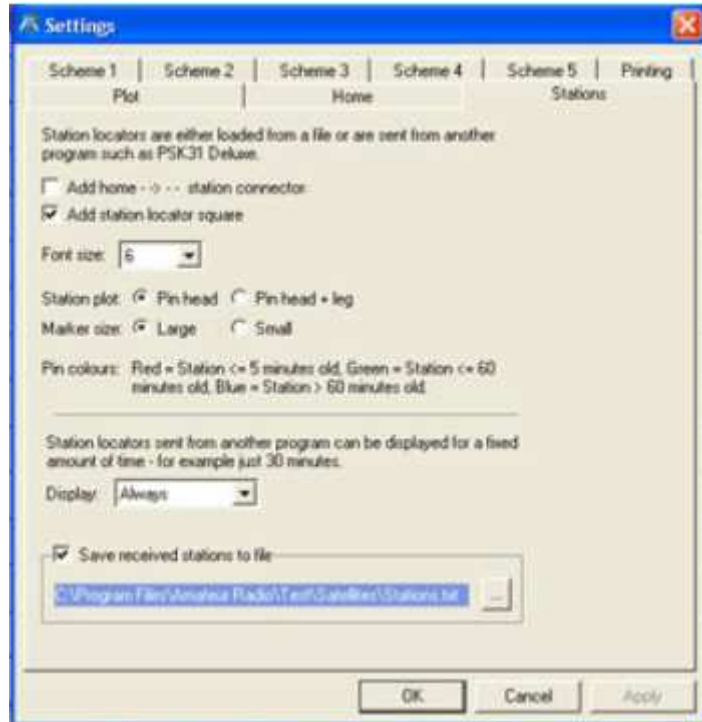 Settings
Scheme 1 Scheme 2 Scheme 3 Scheme 4 Scheme 5 Printing
Plot Home Stations
Station locators are either loaded from a file or are sent from another
program such as PSK31 Deluxe.
Add home --> -- station connector
Add station locator square
Font size: 6
Station plot: Pin head Pin head + leg
Marker size: Large Small
Pin colours: Red = Station <= 5 minutes old, Green = Station <= 60
minutes old, Blue = Station > 60 minutes old.
Station locators sent from another program can be displayed for a fixed
amount of time - for example just 30 minutes.
Display: Always
Save received stations to file
C:\Program Files\Amateur Radio\Test\Satellites\Stations.txt ...
OK Cancel Apply